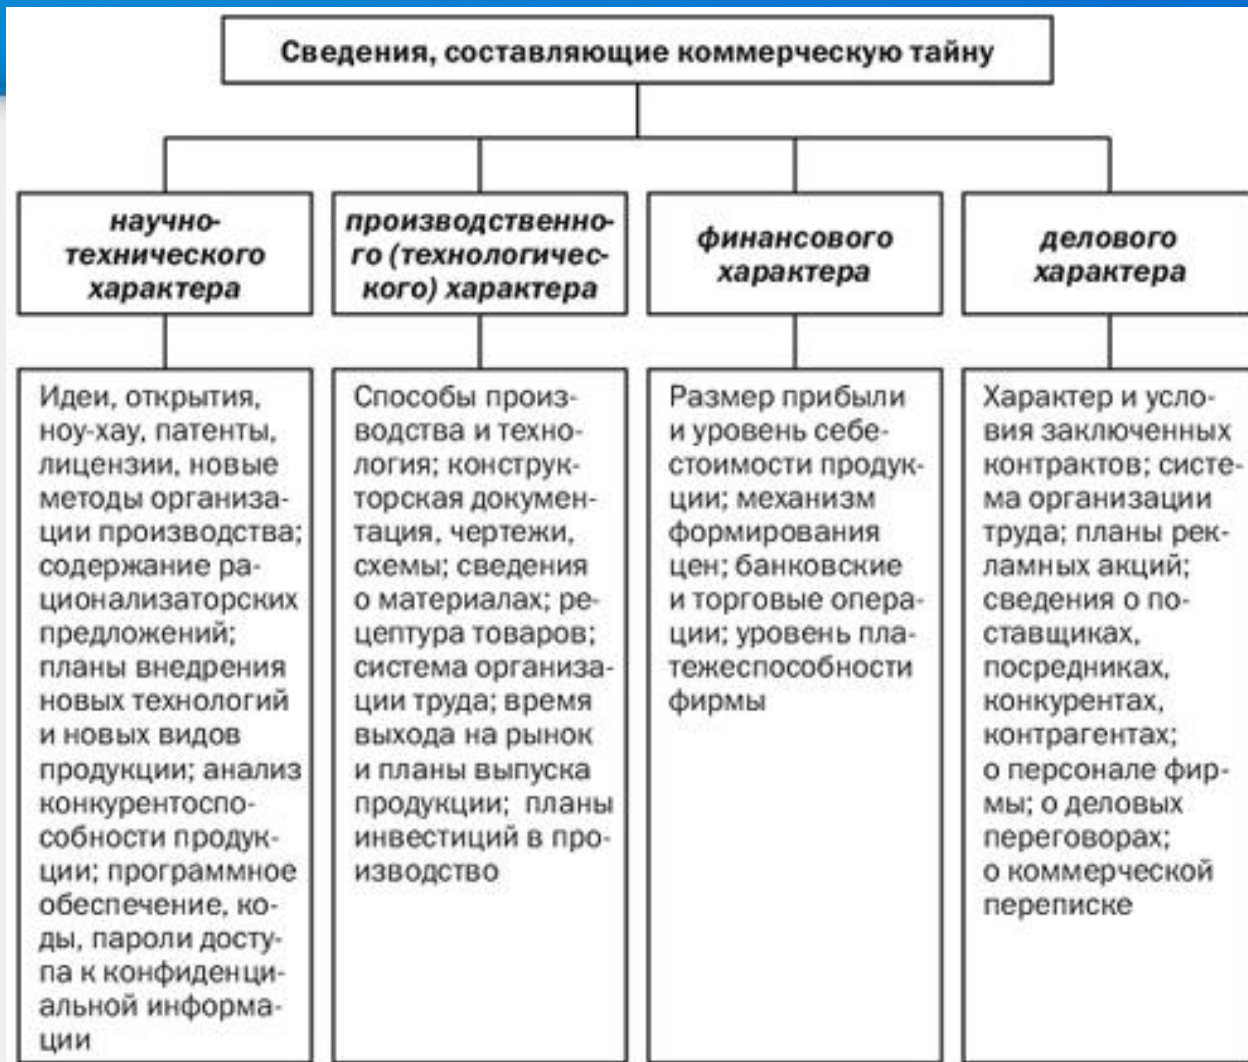 Сведения, составляющие коммерческую тайну
научно-
технического
характера
производственно-
го (технологичес-
кого) характера
финансового
характера
делового
характера
Идеи, открытия,
ноу-хау, патенты,
лицензии, новые
методы организа-
ции производства;
содержание ра-
ционализаторских
предложений;
планы внедрения
новых технологий
и новых видов
продукции; анализ
конкурентоспо-
собности продук-
ции; программное
обеспечение, ко-
ды, пароли досту-
па к конфиденци-
альной информа-
ции
Способы произ-
водства и техно-
логия; конструк-
торская докумен-
тация, чертежи,
схемы; сведения
о материалах; ре-
цептура товаров;
система организа-
ции труда; время
выхода на рынок
и планы выпуска
продукции; планы
инвестиций в про-
изводство
Размер прибыли
и уровень себе-
стоимости продук-
ции; механизм
формирования
цен; банковские
и торговые опера-
ции; уровень пла-
тежеспособности
фирмы
Характер и усло-
вия заключенных
контрактов; систе-
ма организации
труда; планы рек-
ламных акций;
сведения о по-
ставщиках,
посредниках,
конкурентах,
контрагентах;
о персонале фир-
мы; о деловых
переговорах;
о коммерческой
переписке